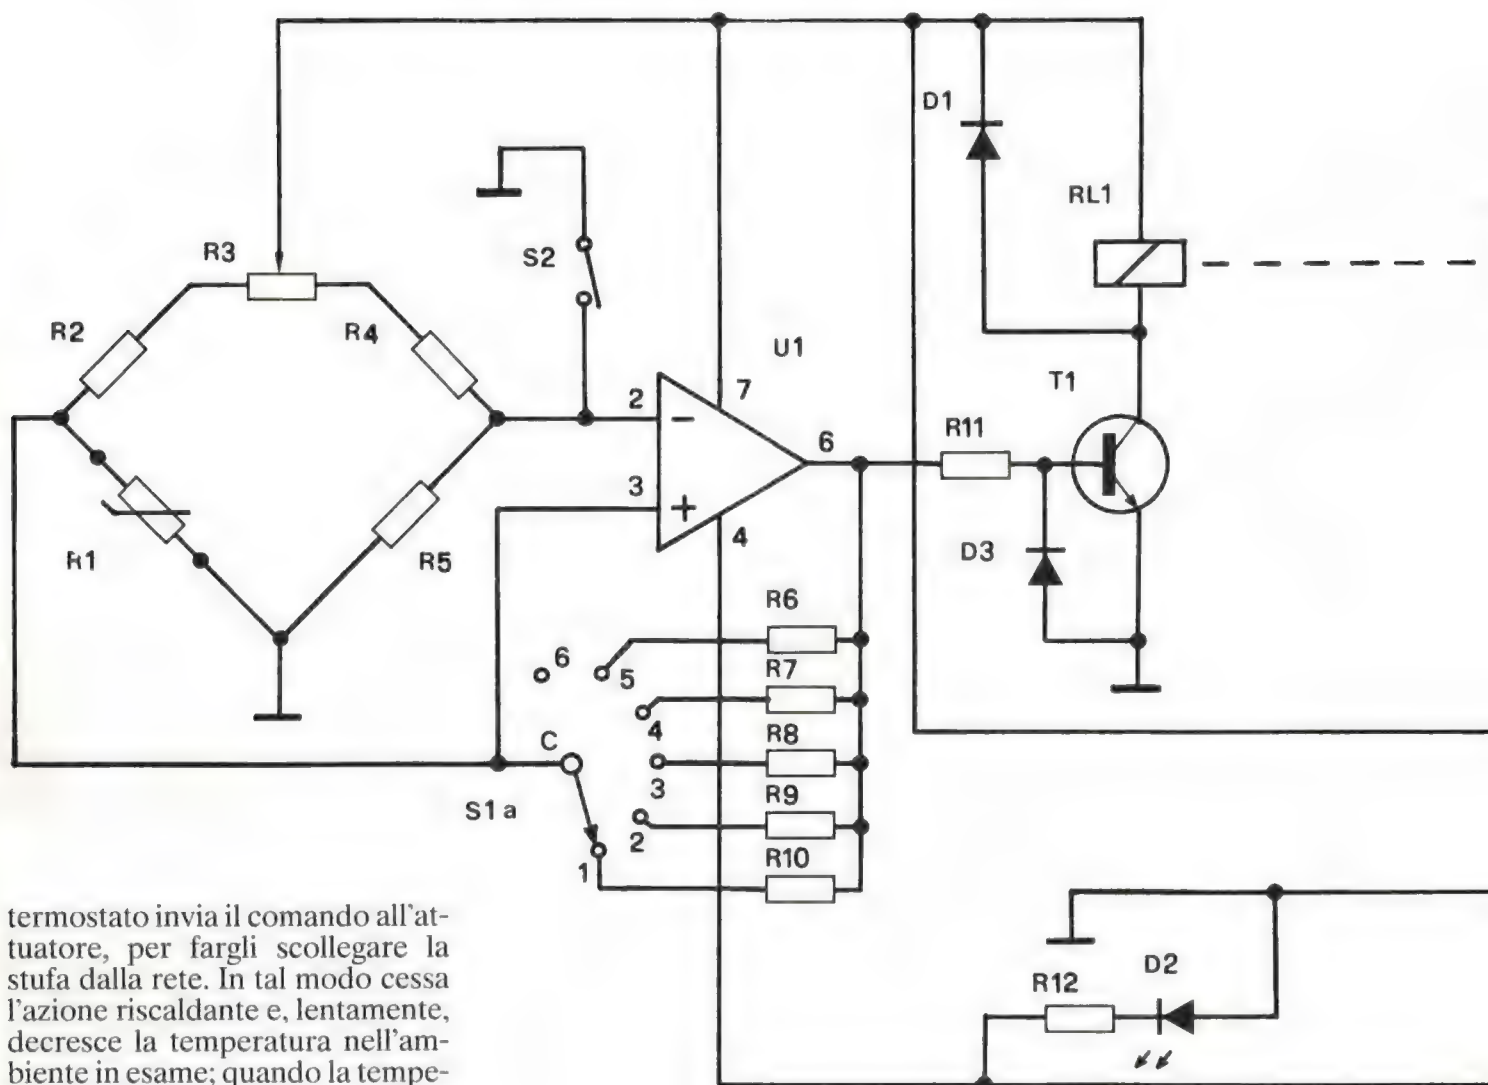 D1
RL1
R3
S2
R2
R4
U1
T1
2
7
−
R11
6
3
+
4
R1
R5
D3
R6
6
5
R7
4
C
R8
3
S1a
R9
2
1
R10
termostato invia il comando all'at-
tuatore, per fargli scollegare la
stufa dalla rete. In tal modo cessa
l'azione riscaldante e, lentamente,
decresce la temperatura nell'am-
biente in esame; quando la tempe-
R12
D2